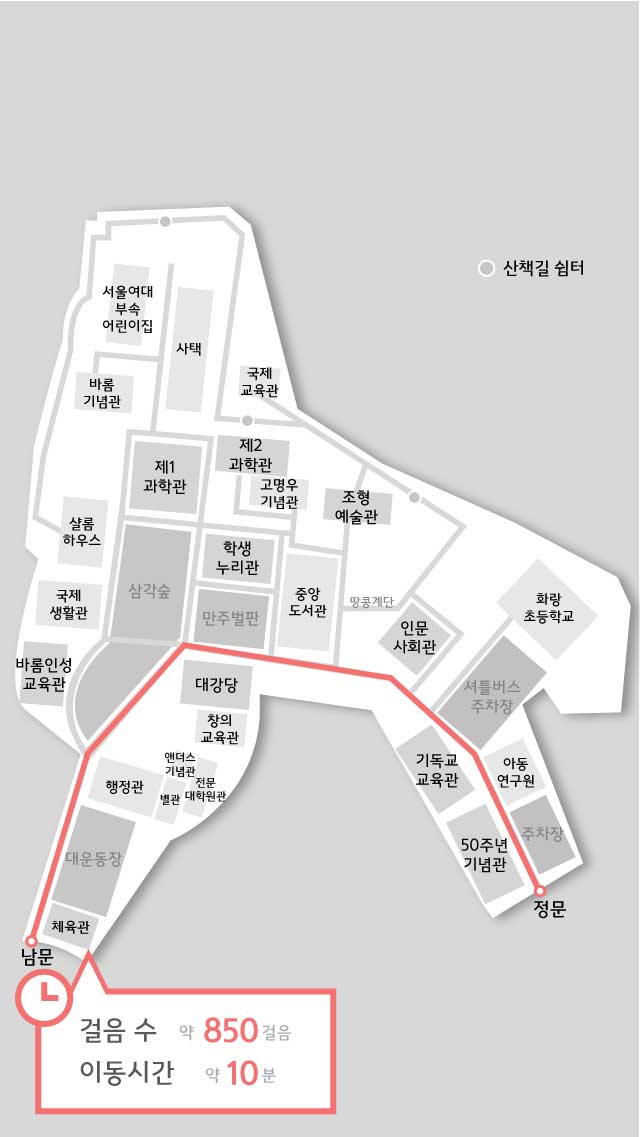 산책길 쉼터
서울여대
부속
어린이집
사택
국제
교육관
바롬
기념관
제2
과학관
제1
과학관
고명우
기념관
조형
예술관
샬롬
하우스
학생
누리관
삼각숲
중앙
도서관
땅콩계단
화랑
초등학교
국제
생활관
만주벌판
인문
사회관
바롬인성
교육관
대강당
셔틀버스
주차장
창의
교육관
앤더스
기념관
기독교
교육관
아동
연구원
행정관
별관
전문
대학원관
대운동장
50주년
기념관
주차장
체육관
정문
남문
걸음 수 약 850 걸음
이동시간 약 10 분